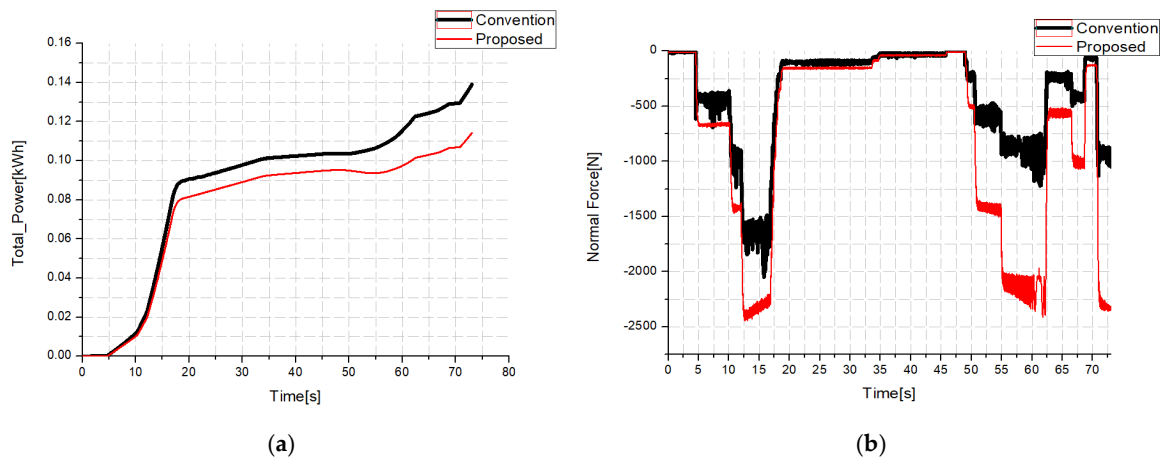 Convention
Proposed
0.16
0.14
0.12
0.10
0.08
0.06
0.04
0.02
0.00
Total_Power[kWh]
0 10 20 30 40 50 60 70 80
Time[s]
(a)
Convention
Proposed
0
-500
-1000
-1500
-2000
-2500
Normal Force[N]
0 5 10 15 20 25 30 35 40 45 50 55 60 65 70
Time[s]
(b)